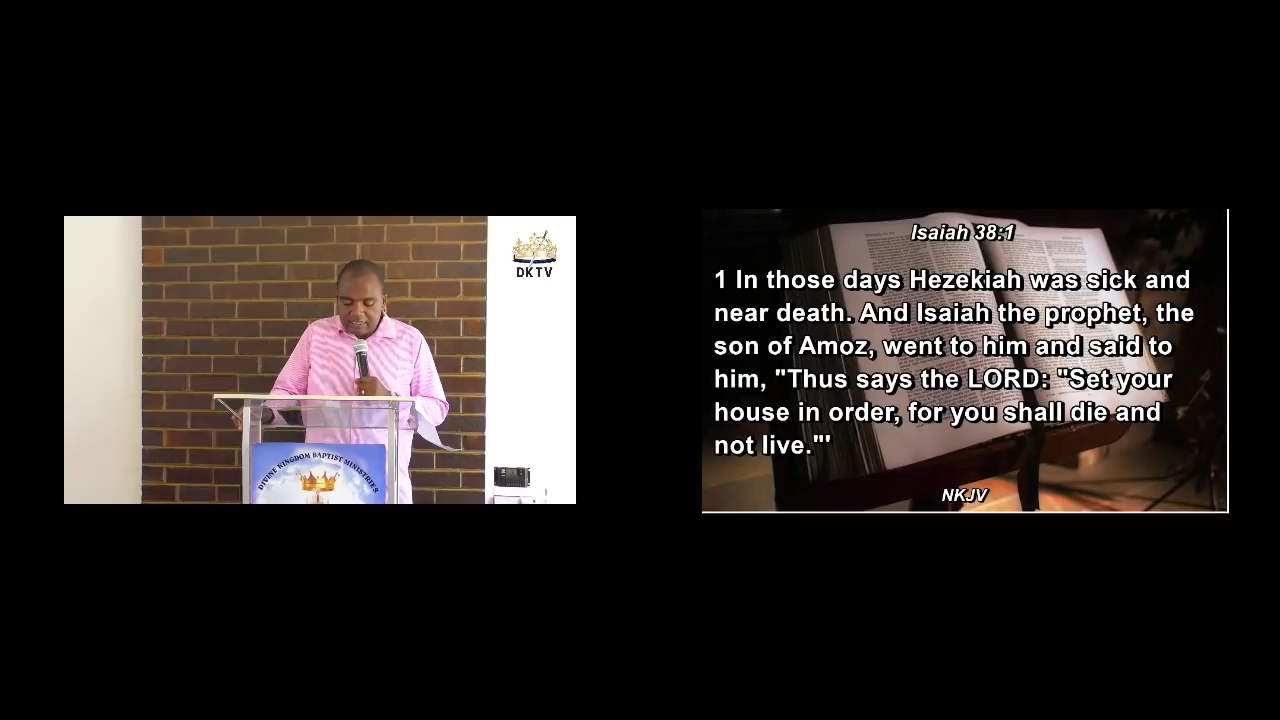 DKTV
DIVINE KINGDOM BAPTIST MINISTRIES
Isaiah 38:1
1 In those days Hezekiah was sick and
near death. And Isaiah the prophet, the
son of Amoz, went to him and said to
him, "Thus says the LORD: "Set your
house in order, for you shall die and
not live."'
NKJV